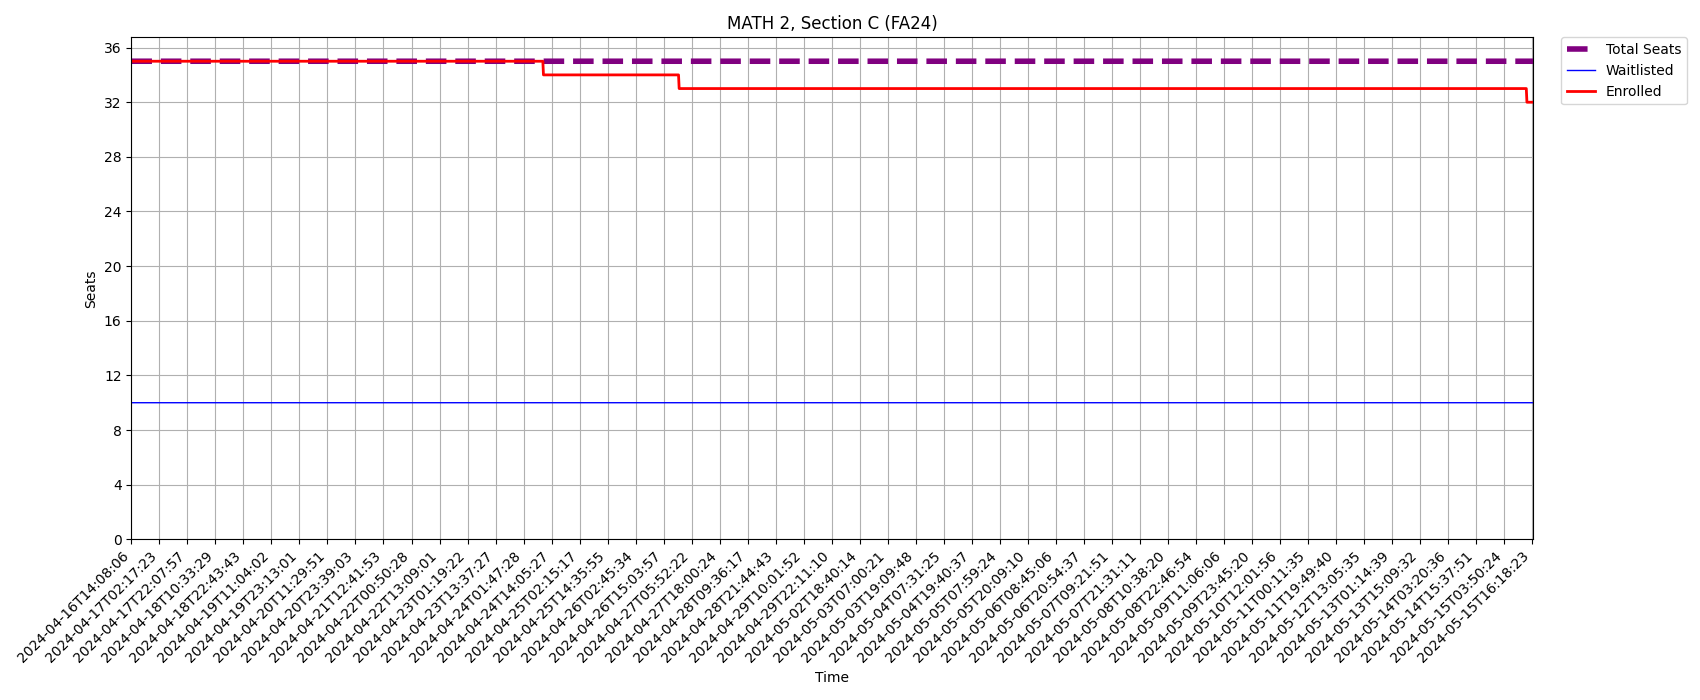 MATH 2, Section C (FA24)
Total Seats
Waitlisted
Enrolled
Seats
36
32
28
24
20
16
12
8
4
0
2024-04-16T14:08:06
2024-04-17T02:17:23
2024-04-17T22:07:57
2024-04-18T10:33:29
2024-04-18T22:43:43
2024-04-19T11:04:02
2024-04-19T23:13:01
2024-04-20T11:29:51
2024-04-20T23:39:03
2024-04-21T12:41:53
2024-04-22T00:50:28
2024-04-22T13:09:01
2024-04-23T01:19:22
2024-04-23T13:37:27
2024-04-24T01:47:28
2024-04-24T14:05:27
2024-04-25T02:15:17
2024-04-25T14:35:55
2024-04-26T02:45:34
2024-04-26T15:03:57
2024-04-27T05:52:22
2024-04-27T18:00:24
2024-04-28T09:36:17
2024-04-28T21:44:43
2024-04-29T10:01:52
2024-04-29T22:11:10
2024-05-02T18:40:14
2024-05-03T07:00:21
2024-05-03T19:09:48
2024-05-04T07:31:25
2024-05-04T19:40:37
2024-05-05T07:59:24
2024-05-05T20:09:10
2024-05-06T08:45:06
2024-05-06T20:54:37
2024-05-07T09:21:51
2024-05-07T21:31:11
2024-05-08T10:38:20
2024-05-08T22:46:54
2024-05-09T11:06:06
2024-05-09T23:45:20
2024-05-10T12:01:56
2024-05-11T00:11:35
2024-05-11T19:49:40
2024-05-12T13:05:35
2024-05-13T01:14:39
2024-05-13T15:09:32
2024-05-14T03:20:36
2024-05-14T15:37:51
2024-05-15T03:50:24
2024-05-15T16:18:23
Time